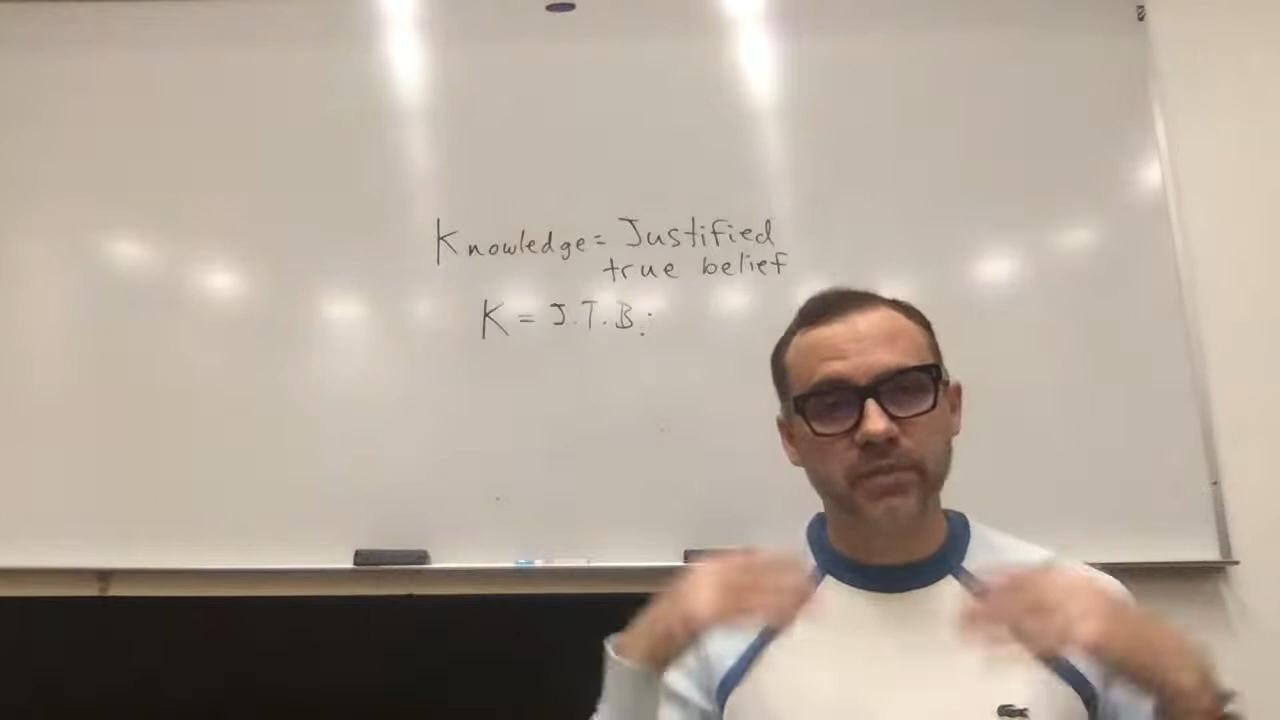 Knowledge = Justified
true belief
K = J.T.B.: